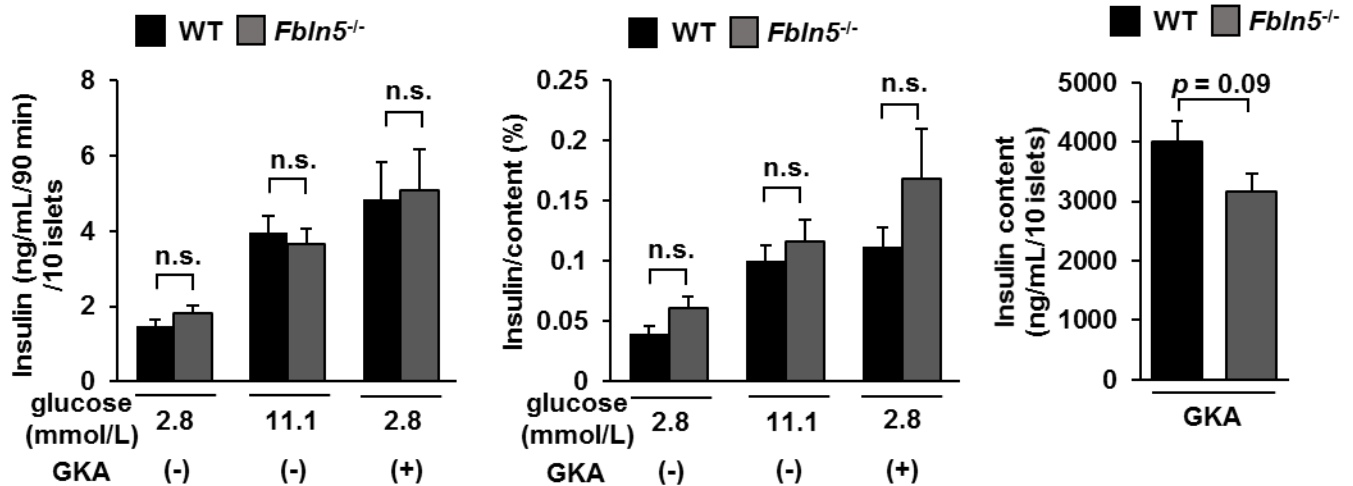 WT Fbln5-/-
Insulin (ng/mL/90 min)
/10 islets
8
6
4
2
0
n.s.
n.s.
n.s.
glucose
(mmol/L)
2.8 11.1 2.8
GKA (-) (-) (+)
WT Fbln5-/-
Insulin/content (%)
0.25
0.2
0.15
0.1
0.05
0
n.s.
n.s.
n.s.
glucose
(mmol/L)
2.8 11.1 2.8
GKA (-) (-) (+)
WT Fbln5-/-
Insulin content
(ng/mL/10 islets)
5000
4000
3000
2000
1000
0
p = 0.09
GKA